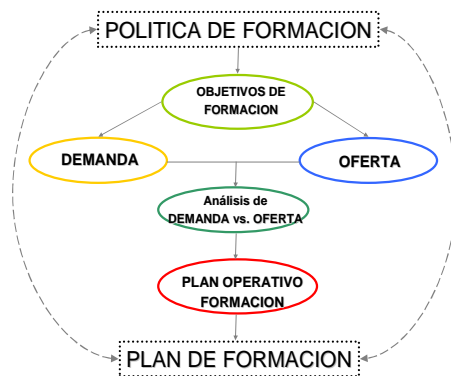 POLITICA DE FORMACION
OBJETIVOS DE
FORMACION
DEMANDA
OFERTA
Análisis de
DEMANDA vs. OFERTA
PLAN OPERATIVO
FORMACION
PLAN DE FORMACION